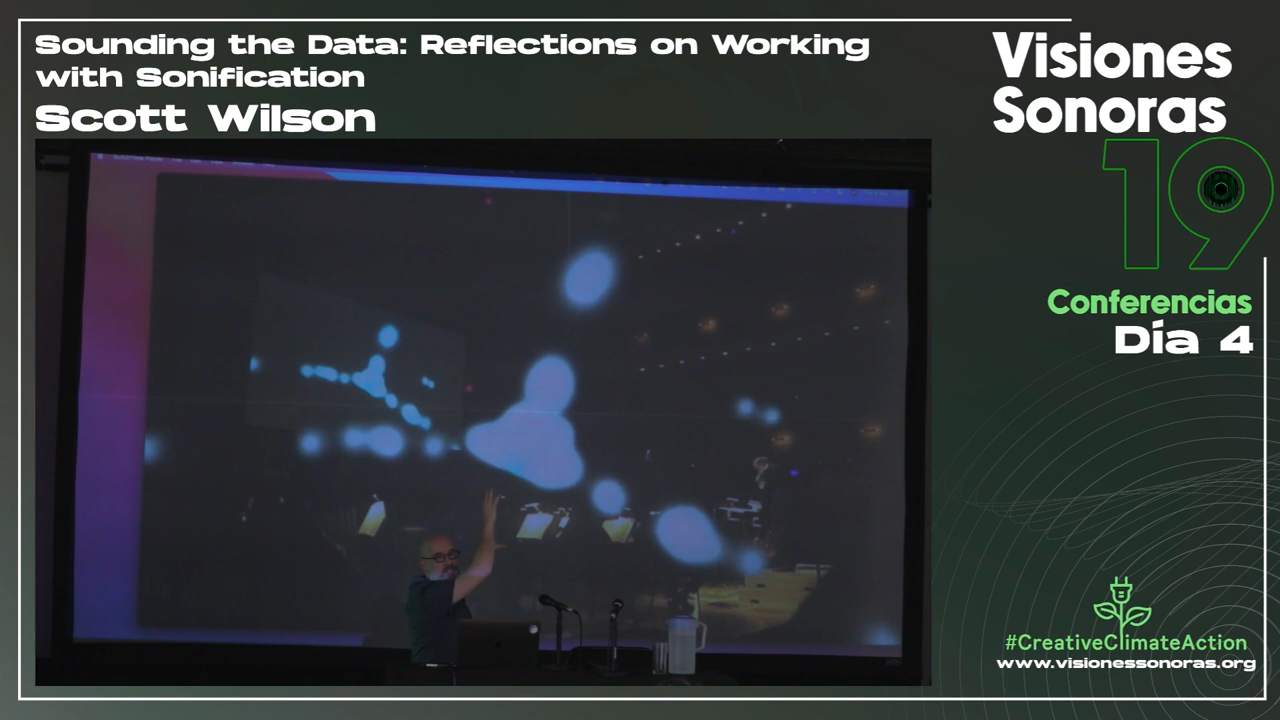 Sounding the Data: Reflections on Working
with Sonification
Scott Wilson
Visiones
Sonoras
19
Conferencias
Día 4
#CreativeClimateAction
www.visionessonoras.org